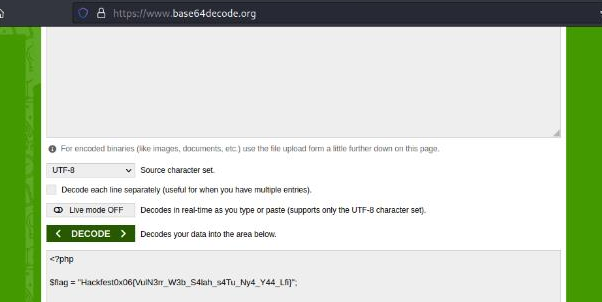 https://www.base64decode.org
For encoded binaries (like images, documents, etc.) use the file upload form a little further down on this page.
UTF-8 Source character set.
Decode each line separately (useful for when you have multiple entries).
Live mode OFF Decodes in real-time as you type or paste (supports only the UTF-8 character set).
< DECODE > Decodes your data into the area below.
<?php
$flag = "Hackfest0x06{VulN3rr_W3b_S4lah_s4Tu_Ny4_Y44_Lfi}";